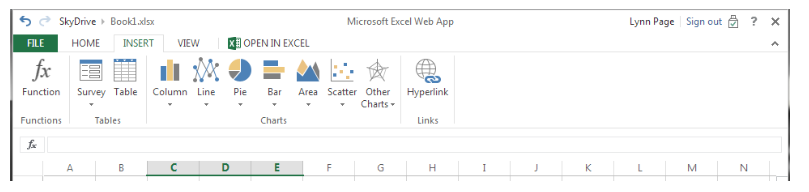 SkyDrive ▸ Book1.xlsx Microsoft Excel Web App Lynn Page Sign out ?
FILE HOME INSERT VIEW OPEN IN EXCEL
fx
Function Survey Table Column Line Pie Bar Area Scatter Other Charts Hyperlink
Functions Tables Charts Links
fx
A B C D E F G H I J K L M N